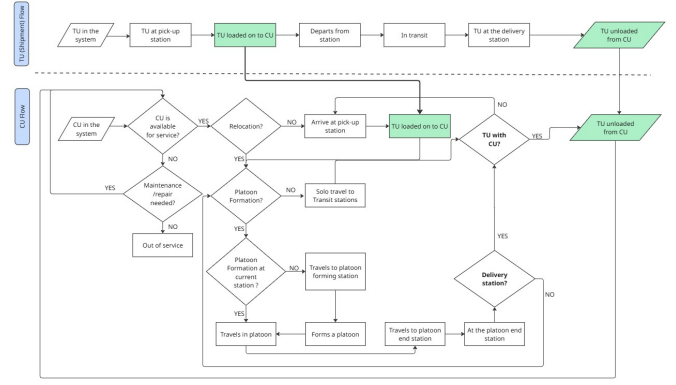 TU (Shipment) Flow
TU in the
system
TU at pick-up
station
TU loaded on to CU
Departs from
station
In transit
TU at the delivery
station
TU unloaded
from CU
CU Flow
CU in the
system
CU is
available
for service?
YES
Relocation?
NO
Arrive at pick-up
station
TU loaded on to CU
NO
TU with
CU?
YES
TU unloaded
from CU
NO
YES
Maintenance
/repair
needed?
YES
Platoon
Formation?
NO
Solo travel to
Transit stations
NO
Out of service
YES
Platoon
Formation at
current
station ?
NO
Travels to platoon
forming station
YES
Delivery
station?
NO
YES
Travels in platoon
Forms a platoon
Travels to platoon
end station
At the platoon end
station